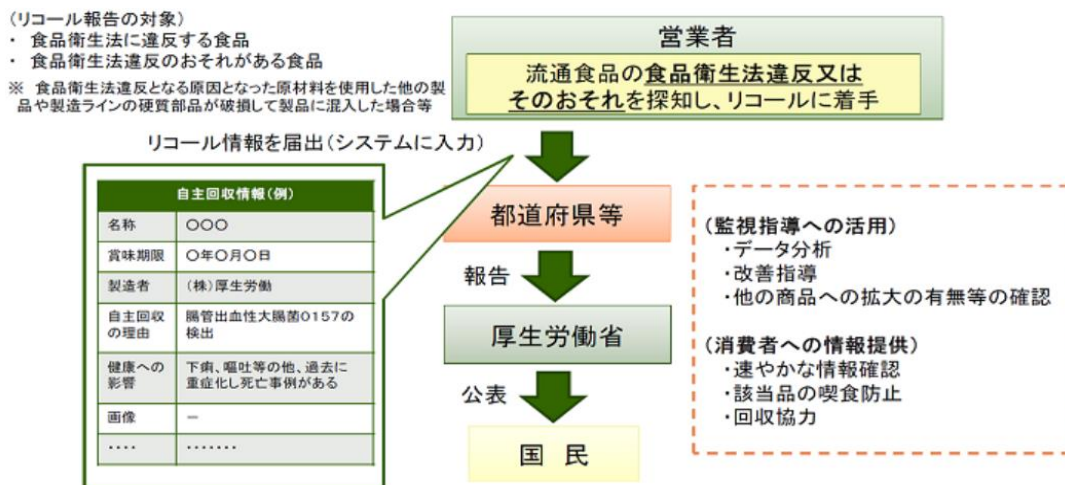 (リコール報告の対象)
・ 食品衛生法に違反する食品
・ 食品衛生法違反のおそれがある食品
※ 食品衛生法違反となる原因となった原材料を使用した他の製
品や製造ラインの硬質部品が破損して製品に混入した場合等
営業者
流通食品の食品衛生法違反又は
そのおそれを探知し、リコールに着手
リコール情報を届出(システムに入力)
自主回収情報(例)
名称 〇〇〇
賞味期限 〇年〇月〇日
製造者 (株)厚生労働
自主回収
の理由
腸管出血性大腸菌O157の
検出
健康への
影響
下痢、嘔吐等の他、過去に
重症化し死亡事例がある
画像 －
‥‥ ‥‥‥‥
都道府県等
報告
厚生労働省
公表
国 民
(監視指導への活用)
・データ分析
・改善指導
・他の商品への拡大の有無等の確認
(消費者への情報提供)
・速やかな情報確認
・該当品の喫食防止
・回収協力